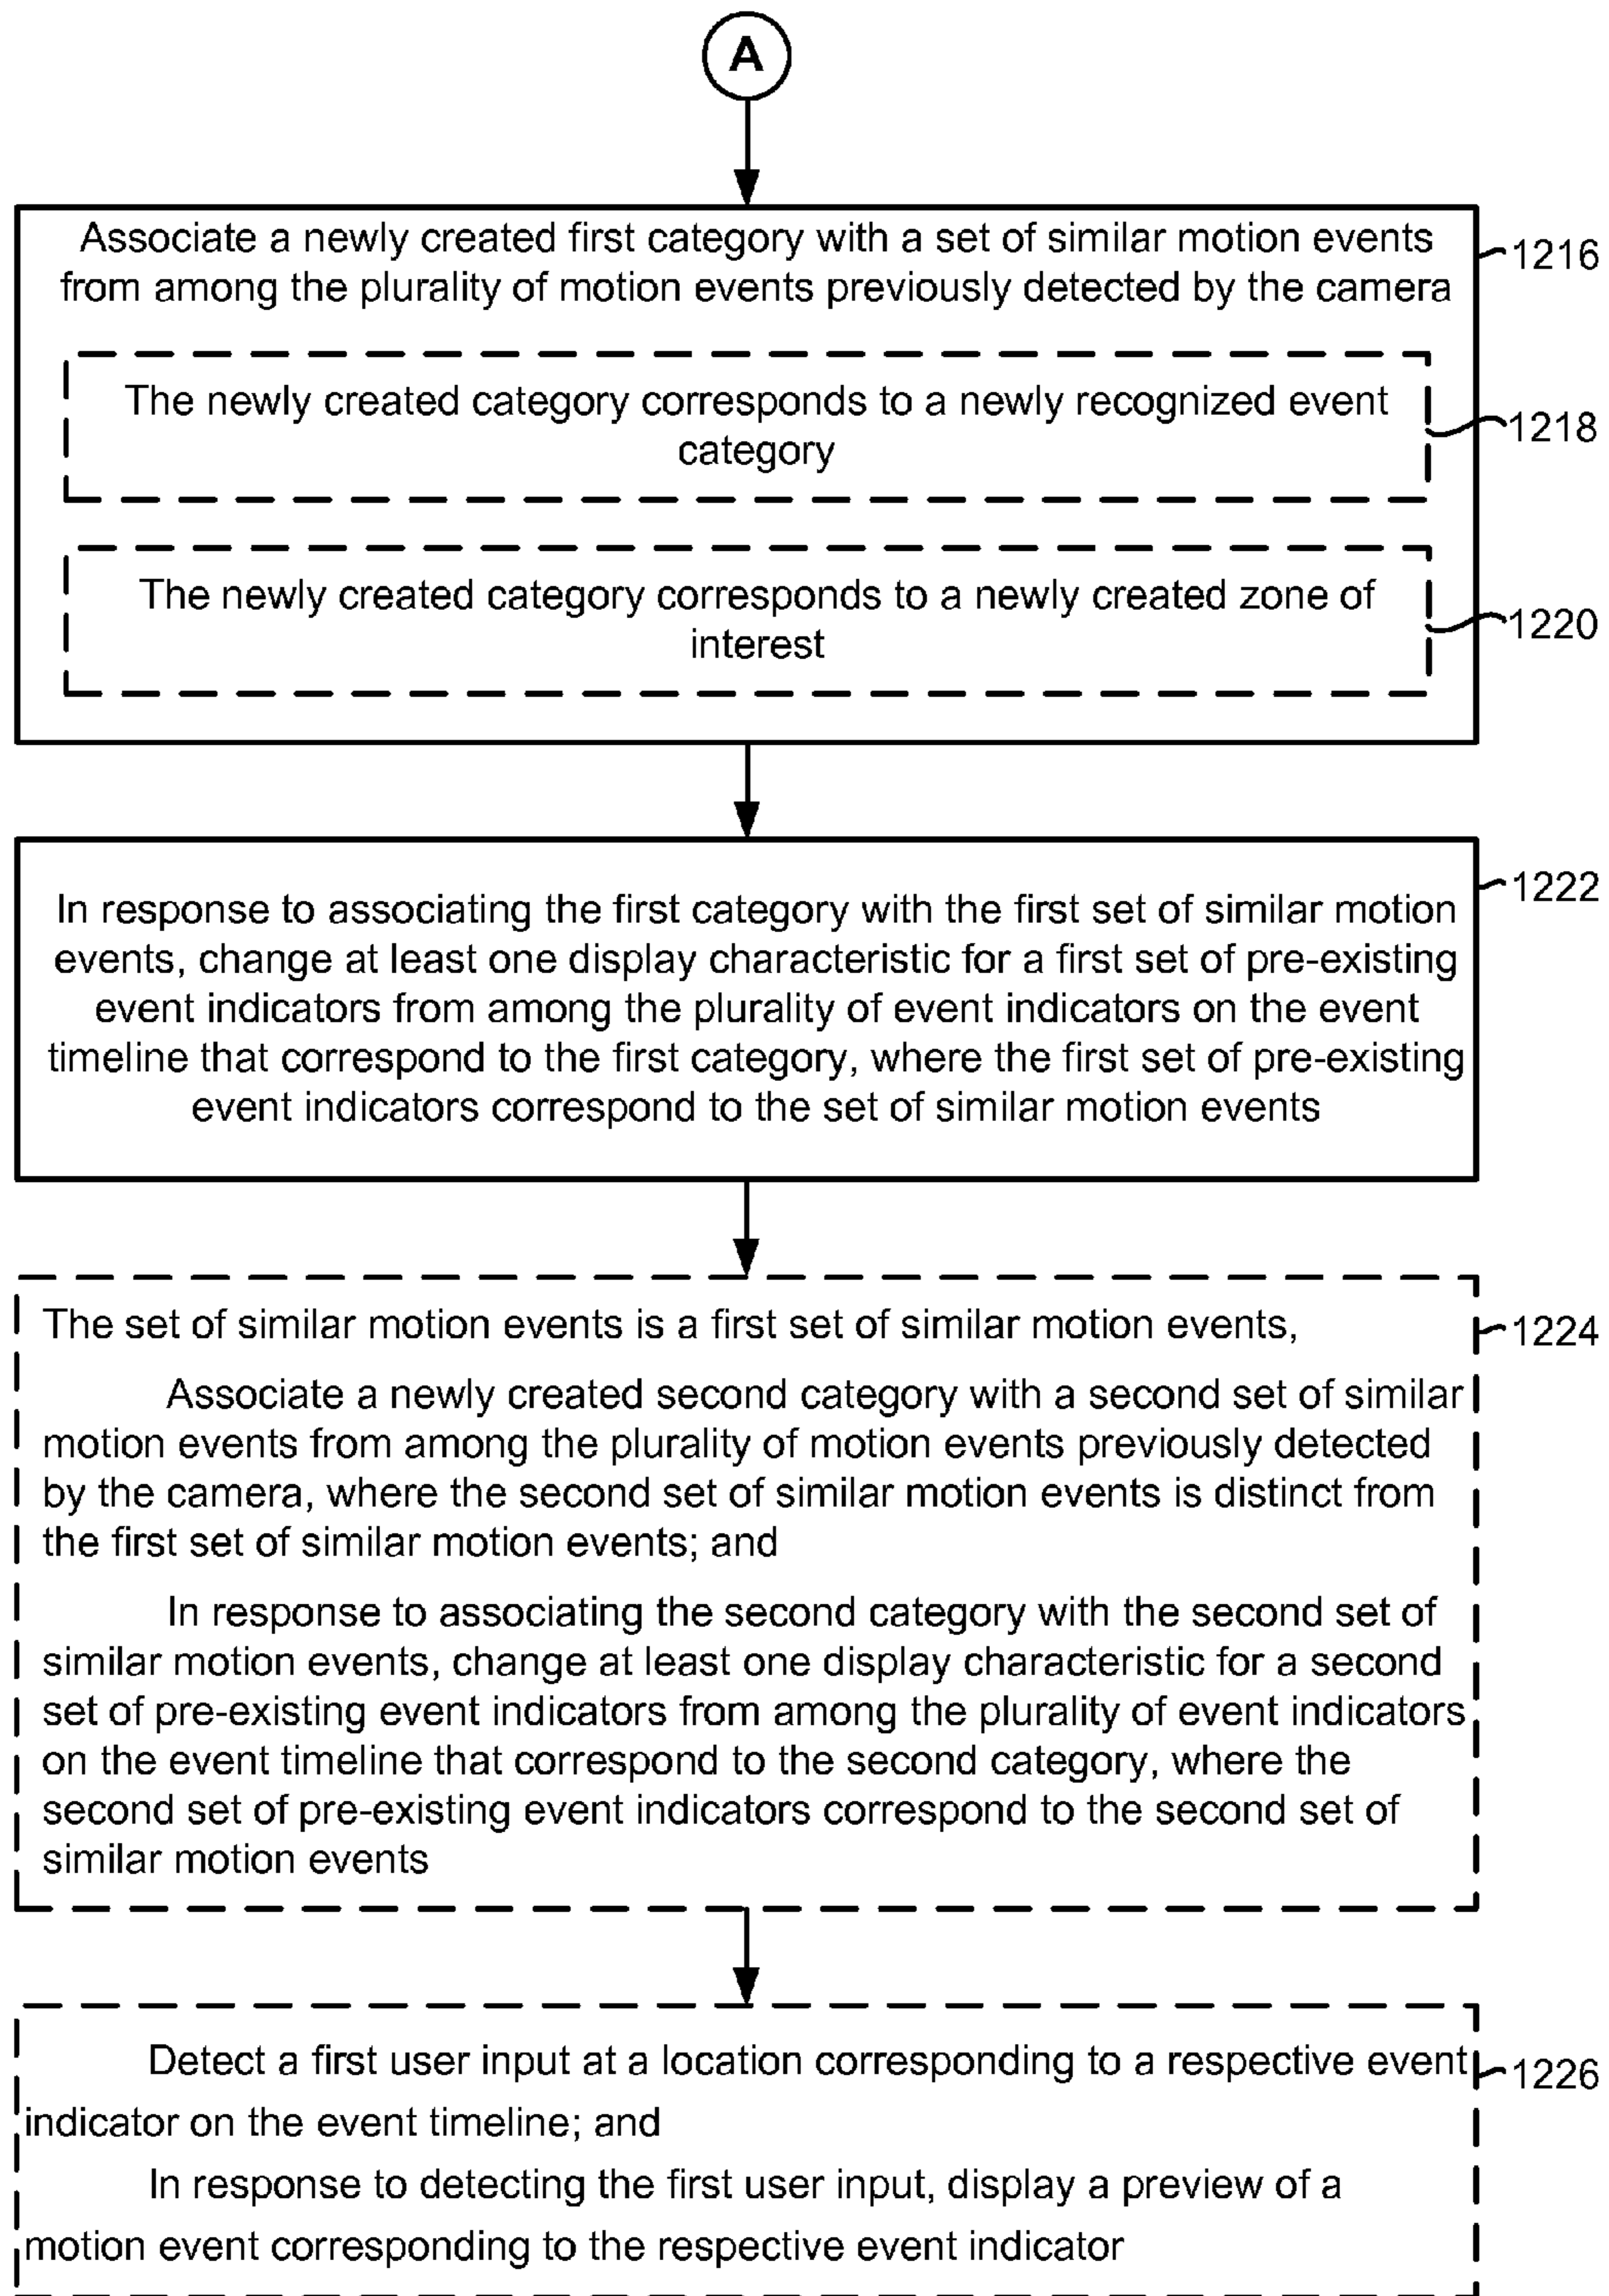 A
Associate a newly created first category with a set of similar motion events
from among the plurality of motion events previously detected by the camera
1216
The newly created category corresponds to a newly recognized event
category
1218
The newly created category corresponds to a newly created zone of
interest
1220
In response to associating the first category with the first set of similar motion
events, change at least one display characteristic for a first set of pre-existing
event indicators from among the plurality of event indicators on the event
timeline that correspond to the first category, where the first set of pre-existing
event indicators correspond to the set of similar motion events
1222
The set of similar motion events is a first set of similar motion events,
Associate a newly created second category with a second set of similar
motion events from among the plurality of motion events previously detected
by the camera, where the second set of similar motion events is distinct from
the first set of similar motion events; and
In response to associating the second category with the second set of
similar motion events, change at least one display characteristic for a second
set of pre-existing event indicators from among the plurality of event indicators
on the event timeline that correspond to the second category, where the
second set of pre-existing event indicators correspond to the second set of
similar motion events
1224
Detect a first user input at a location corresponding to a respective event
indicator on the event timeline; and
In response to detecting the first user input, display a preview of a
motion event corresponding to the respective event indicator
1226